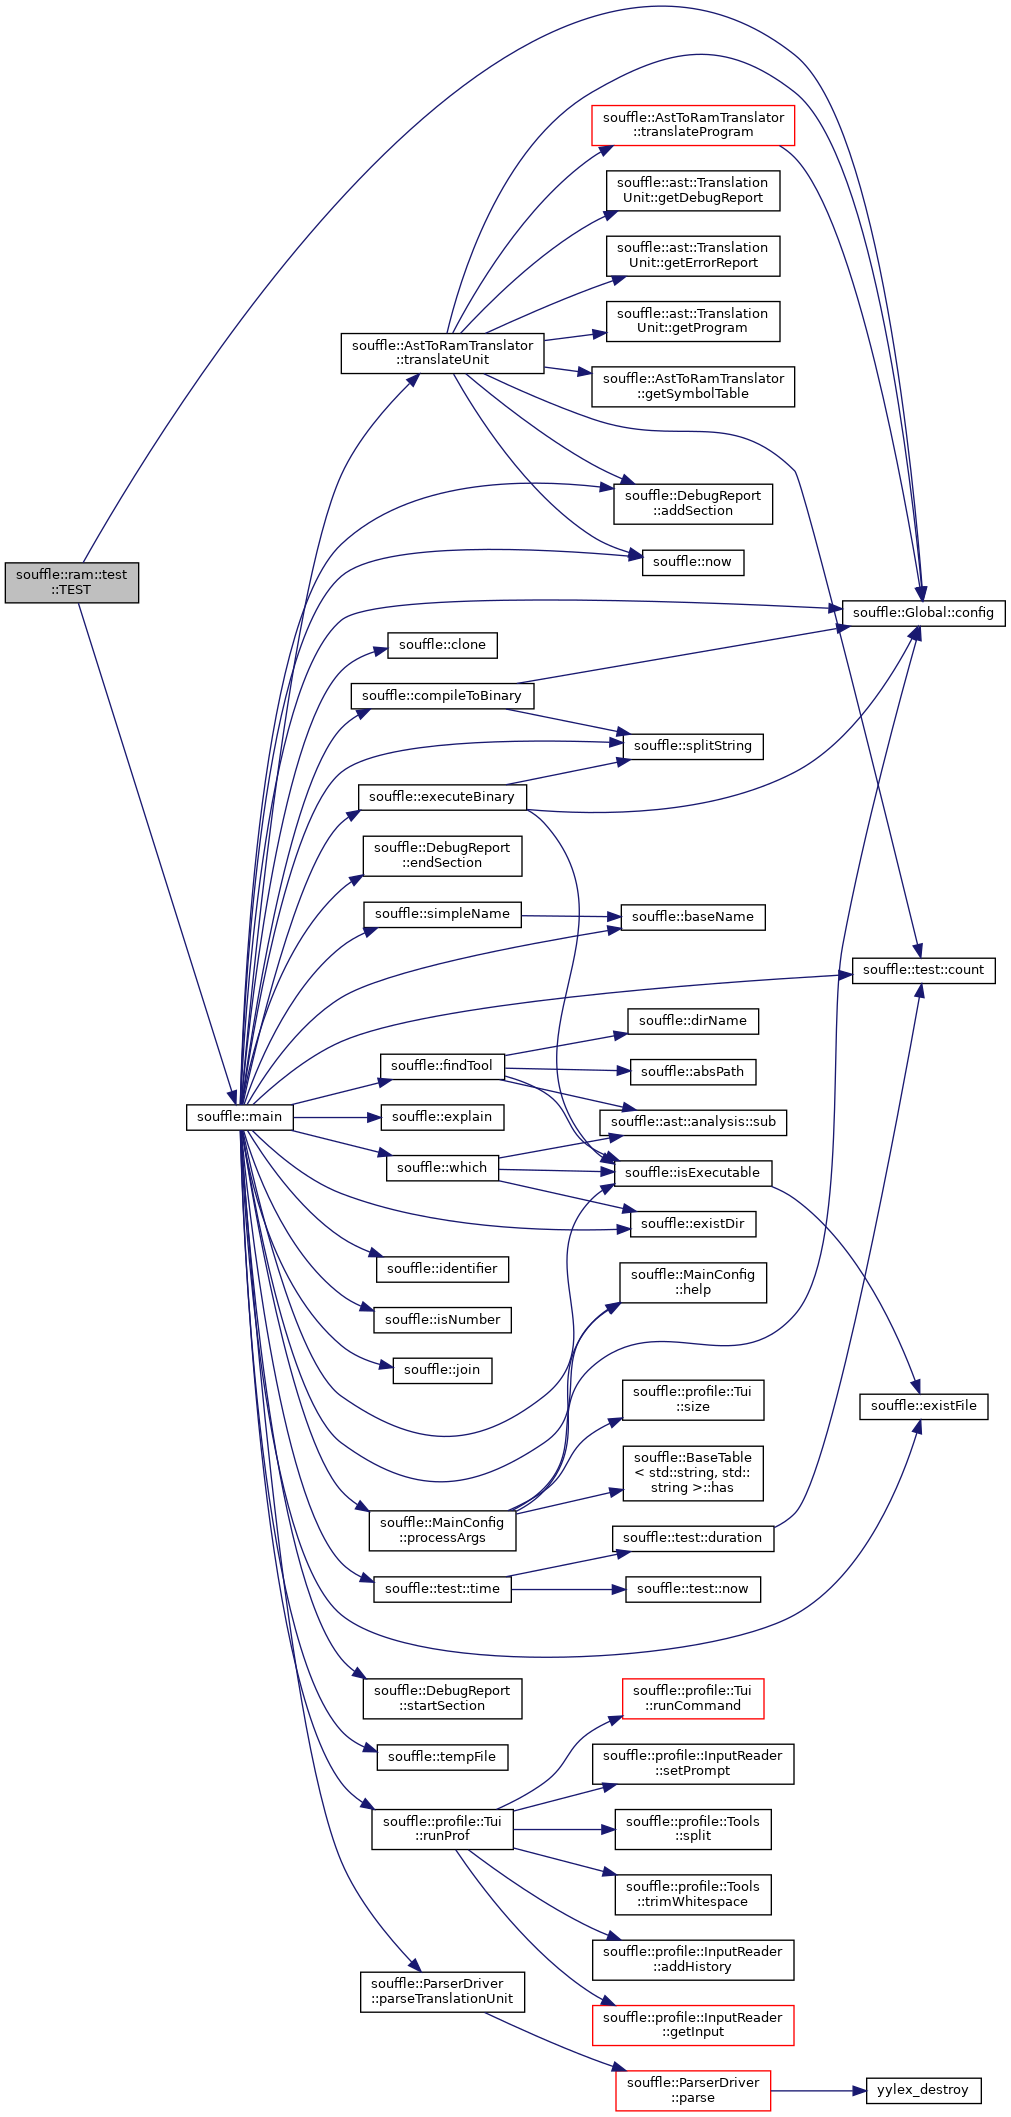 souffle::AstToRamTranslator
::translateProgram
souffle::ast::Translation
Unit::getDebugReport
souffle::ast::Translation
Unit::getErrorReport
souffle::ast::Translation
Unit::getProgram
souffle::AstToRamTranslator
::translateUnit
souffle::AstToRamTranslator
::getSymbolTable
souffle::DebugReport
::addSection
souffle::now
souffle::ram::test
::TEST
souffle::Global::config
souffle::clone
souffle::compileToBinary
souffle::splitString
souffle::executeBinary
souffle::DebugReport
::endSection
souffle::simpleName
souffle::baseName
souffle::test::count
souffle::dirName
souffle::findTool
souffle::absPath
souffle::main
souffle::explain
souffle::ast::analysis::sub
souffle::which
souffle::isExecutable
souffle::existDir
souffle::identifier
souffle::MainConfig
::help
souffle::isNumber
souffle::join
souffle::profile::Tui
::size
souffle::existFile
souffle::BaseTable
< std::string, std::
string >::has
souffle::MainConfig
::processArgs
souffle::test::duration
souffle::test::time
souffle::test::now
souffle::DebugReport
::startSection
souffle::profile::Tui
::runCommand
souffle::tempFile
souffle::profile::InputReader
::setPrompt
souffle::profile::Tui
::runProf
souffle::profile::Tools
::split
souffle::profile::Tools
::trimWhitespace
souffle::profile::InputReader
::addHistory
souffle::ParserDriver
::parseTranslationUnit
souffle::profile::InputReader
::getInput
souffle::ParserDriver
::parse
yylex_destroy